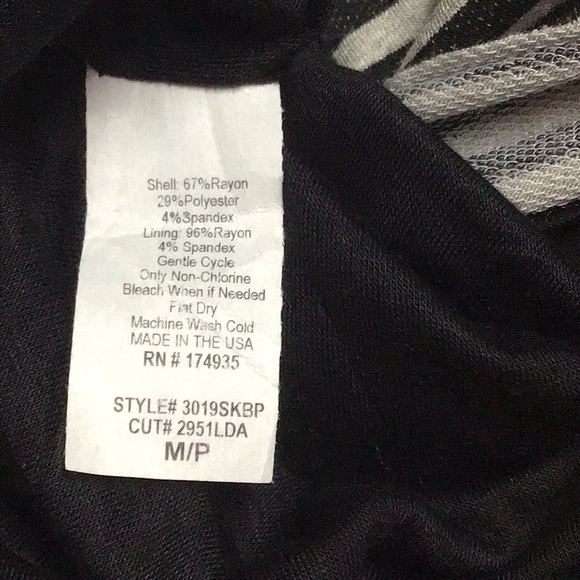 Shell: 67%Rayon
29%Polyester
4%Spandex
Lining: 96%Rayon
4% Spandex
Gentle Cycle
Only Non-Chlorine
Bleach When if Needed
Flat Dry
Machine Wash Cold
MADE IN THE USA
RN # 174935
STYLE# 3019SKBP
CUT# 2951LDA
M/P